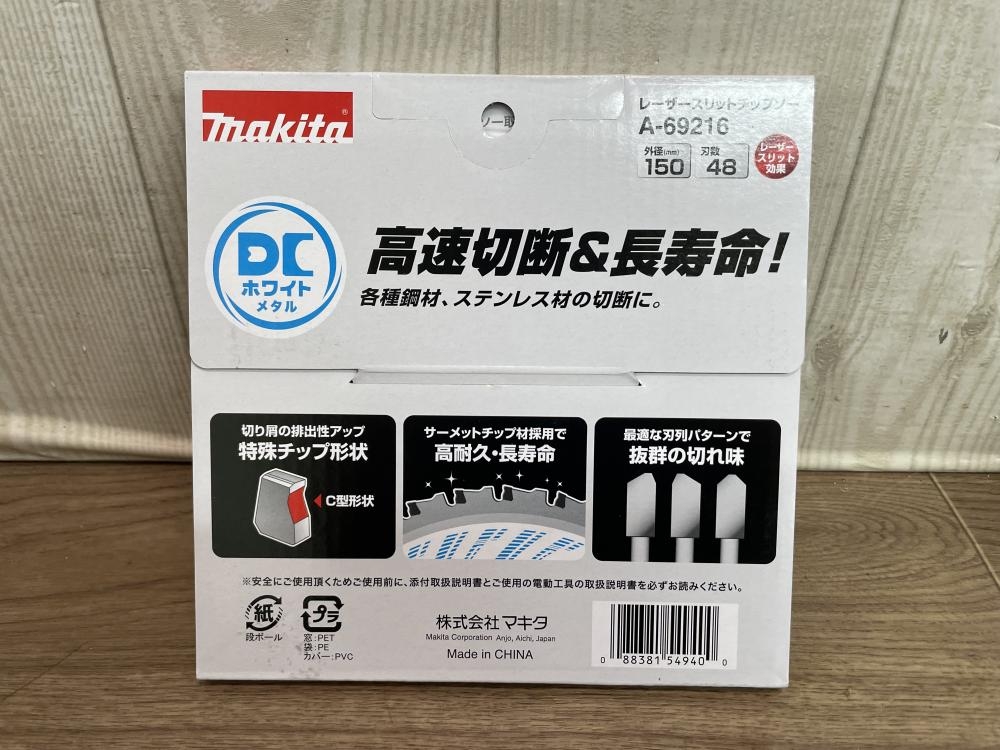 makita®
ー取
レーザースリットチップソー
A-69216
外径(mm)
150
刃数
48
レーザー
スリット
効果
DC
ホワイト
メタル
高速切断&長寿命!
各種鋼材、ステンレス材の切断に。
切り屑の排出性アップ
特殊チップ形状
C型形状
サーメットチップ材採用で
高耐久・長寿命
最適な刃列パターンで
抜群の切れ味
※安全にご使用頂くためご使用前に、添付取扱説明書とご使用の電動工具の取扱説明書を必ずお読みください。
紙
段ボール
プラ
窓:PET
袋:PE
カバー:PVC
株式会社マキタ
Makita Corporation Anjo, Aichi, Japan
Made in CHINA
0 88381 54940 0